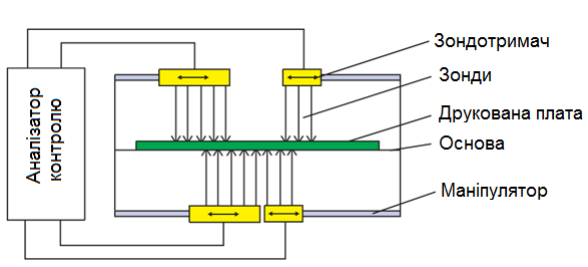 Зондотримач
Зонди
Друкована плата
Основа
Маніпулятор
Аналізатор
контролю